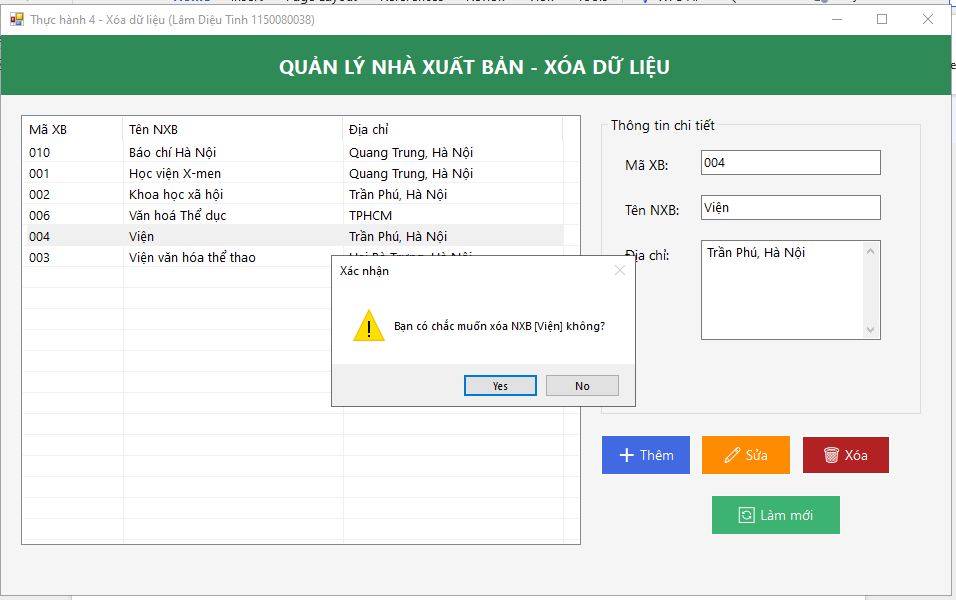 Thực hành 4 - Xóa dữ liệu (Lâm Diệu Tinh 1150080038)
QUẢN LÝ NHÀ XUẤT BẢN - XÓA DỮ LIỆU
Mã XB Tên NXB Địa chỉ
010 Báo chí Hà Nội Quang Trung, Hà Nội
001 Học viện X-men Quang Trung, Hà Nội
002 Khoa học xã hội Trần Phú, Hà Nội
006 Văn hoá Thể dục TPHCM
004 Viện Trần Phú, Hà Nội
003 Viện văn hóa thể thao
Thông tin chi tiết
Mã XB: 004
Tên NXB: Viện
Địa chỉ: Trần Phú, Hà Nội
Xác nhận
Bạn có chắc muốn xóa NXB [Viện] không?
Yes No
Thêm Sửa Xóa
Làm mới